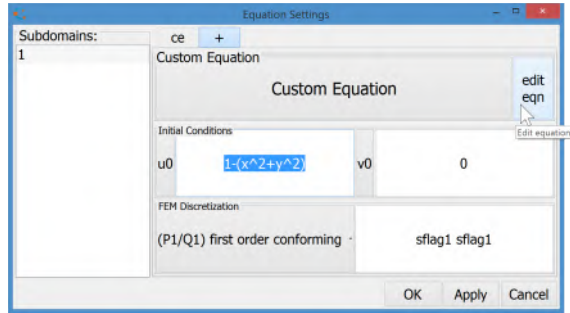 Equation Settings
Subdomains:
1
ce +
Custom Equation
Custom Equation
edit
eqn
Edit equation
Initial Conditions
u0 1-(x^2+y^2) v0 0
FEM Discretization
(P1/Q1) first order conforming sflag1 sflag1
OK Apply Cancel